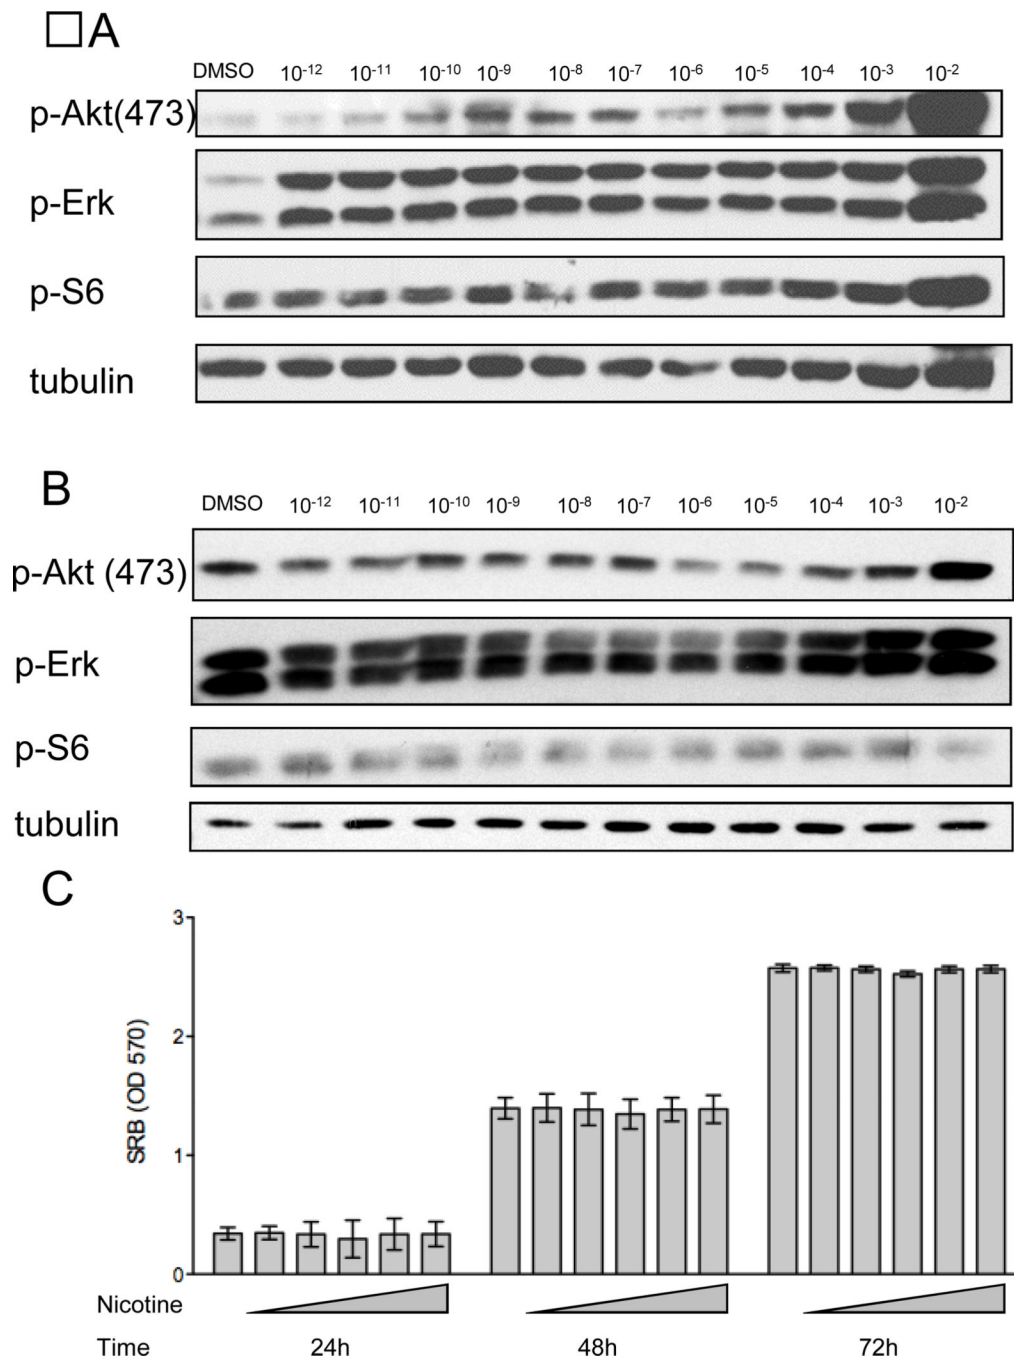 □A
DMSO 10-12 10-11 10-10 10-9 10-8 10-7 10-6 10-5 10-4 10-3 10-2
p-Akt(473)
p-Erk
p-S6
tubulin
B
DMSO 10-12 10-11 10-10 10-9 10-8 10-7 10-6 10-5 10-4 10-3 10-2
p-Akt (473)
p-Erk
p-S6
tubulin
C
3
2
1
0
SRB (OD 570)
Nicotine
Time 24h 48h 72h